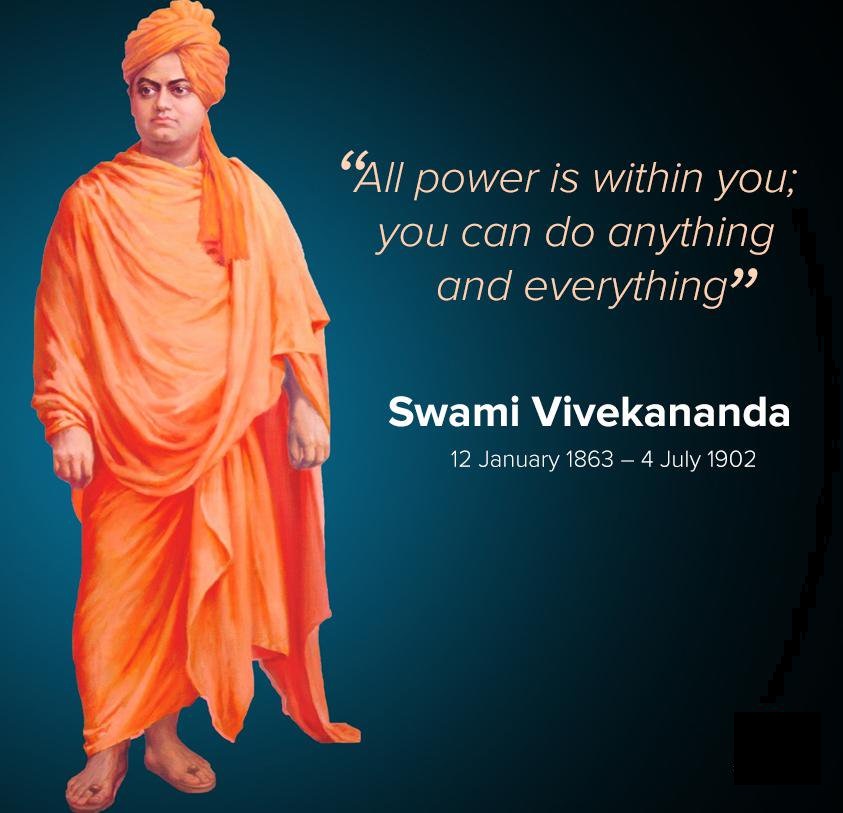 “All power is within you;
you can do anything
and everything”
Swami Vivekananda
12 January 1863 – 4 July 1902